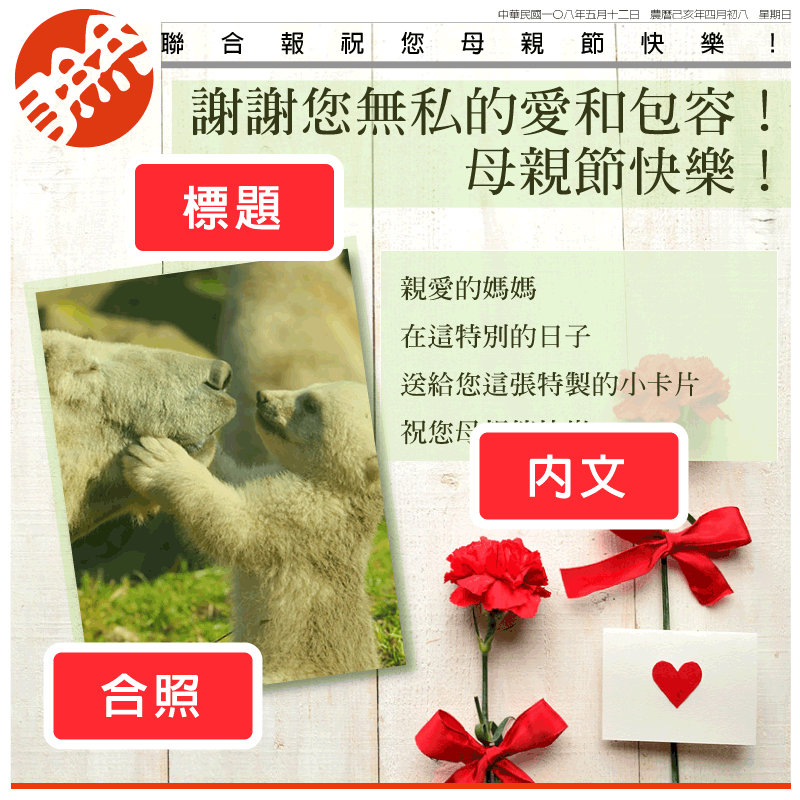 中華民國一〇八年五月十二日 農曆己亥年四月初八 星期日
聯合報祝您母親節快樂！
聯
謝謝您無私的愛和包容！
母親節快樂！
標題
親愛的媽媽
在這特別的日子
送給您這張特製的小卡片
祝您母親節快樂
內文
合照